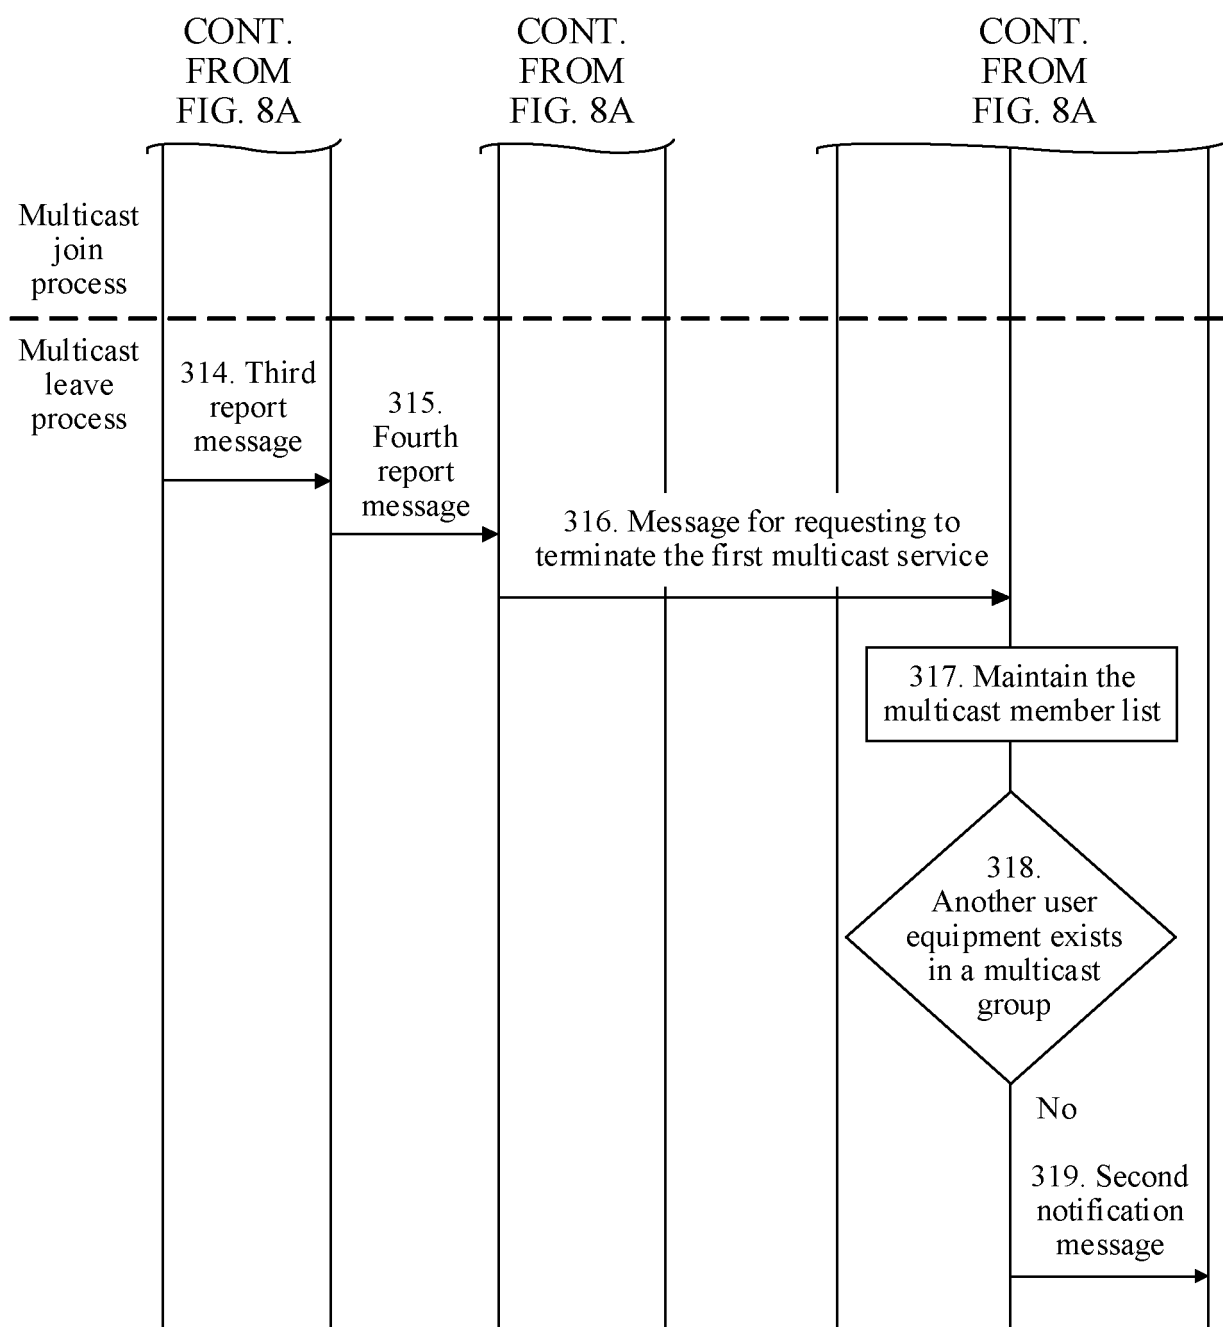 CONT.
FROM
FIG. 8A
CONT.
FROM
FIG. 8A
CONT.
FROM
FIG. 8A
Multicast
join
process
Multicast
leave
process
314. Third
report
message
315.
Fourth
report
message
316. Message for requesting to
terminate the first multicast service
317. Maintain the
multicast member list
318.
Another user
equipment exists
in a multicast
group
No
319. Second
notification
message